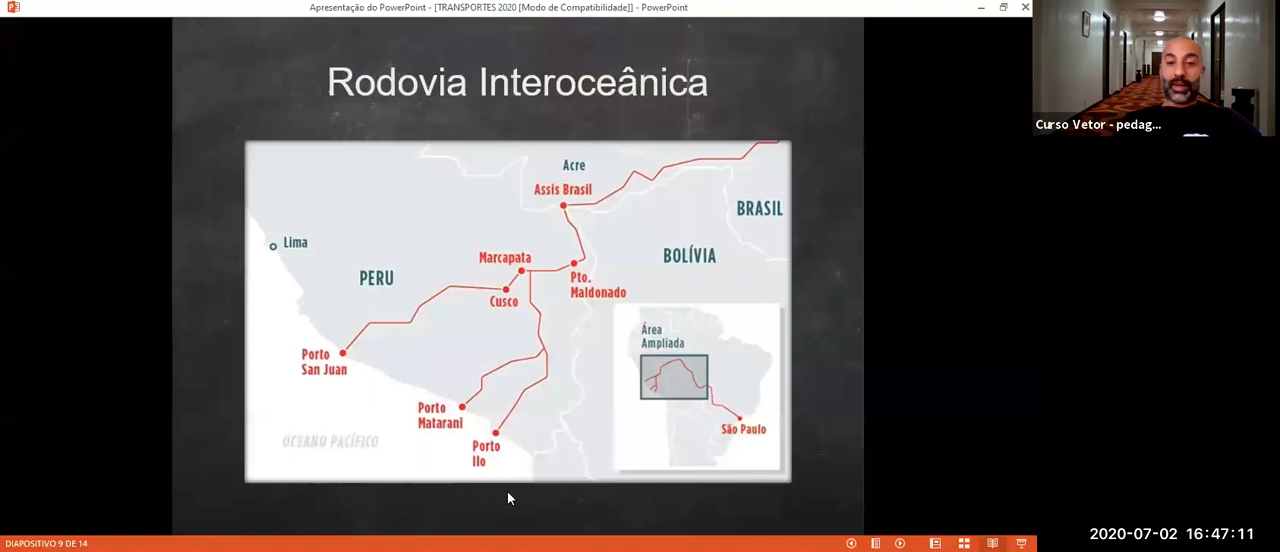 Apresentação do PowerPoint - [TRANSPORTES 2020 [Modo de Compatibilidade]] - PowerPoint
Rodovia Interoceânica
Acre
Assis Brasil
BRASIL
Lima
BOLÍVIA
Marcapata
PERU
Pto.
Maldonado
Cusco
Área
Ampliada
Porto
San Juan
Porto
Matarani
São Paulo
OCEANO PACÍFICO
Porto
Ilo
DIAPOSITIVO 9 DE 14
Curso Vetor - pedag...
2020-07-02 16:47:11